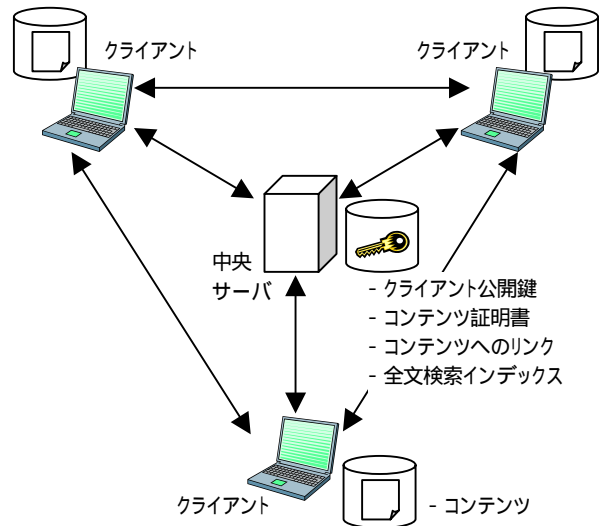 クライアント
クライアント
中央
サーバ
- クライアント公開鍵
- コンテンツ証明書
- コンテンツへのリンク
- 全文検索インデックス
クライアント
- コンテンツ